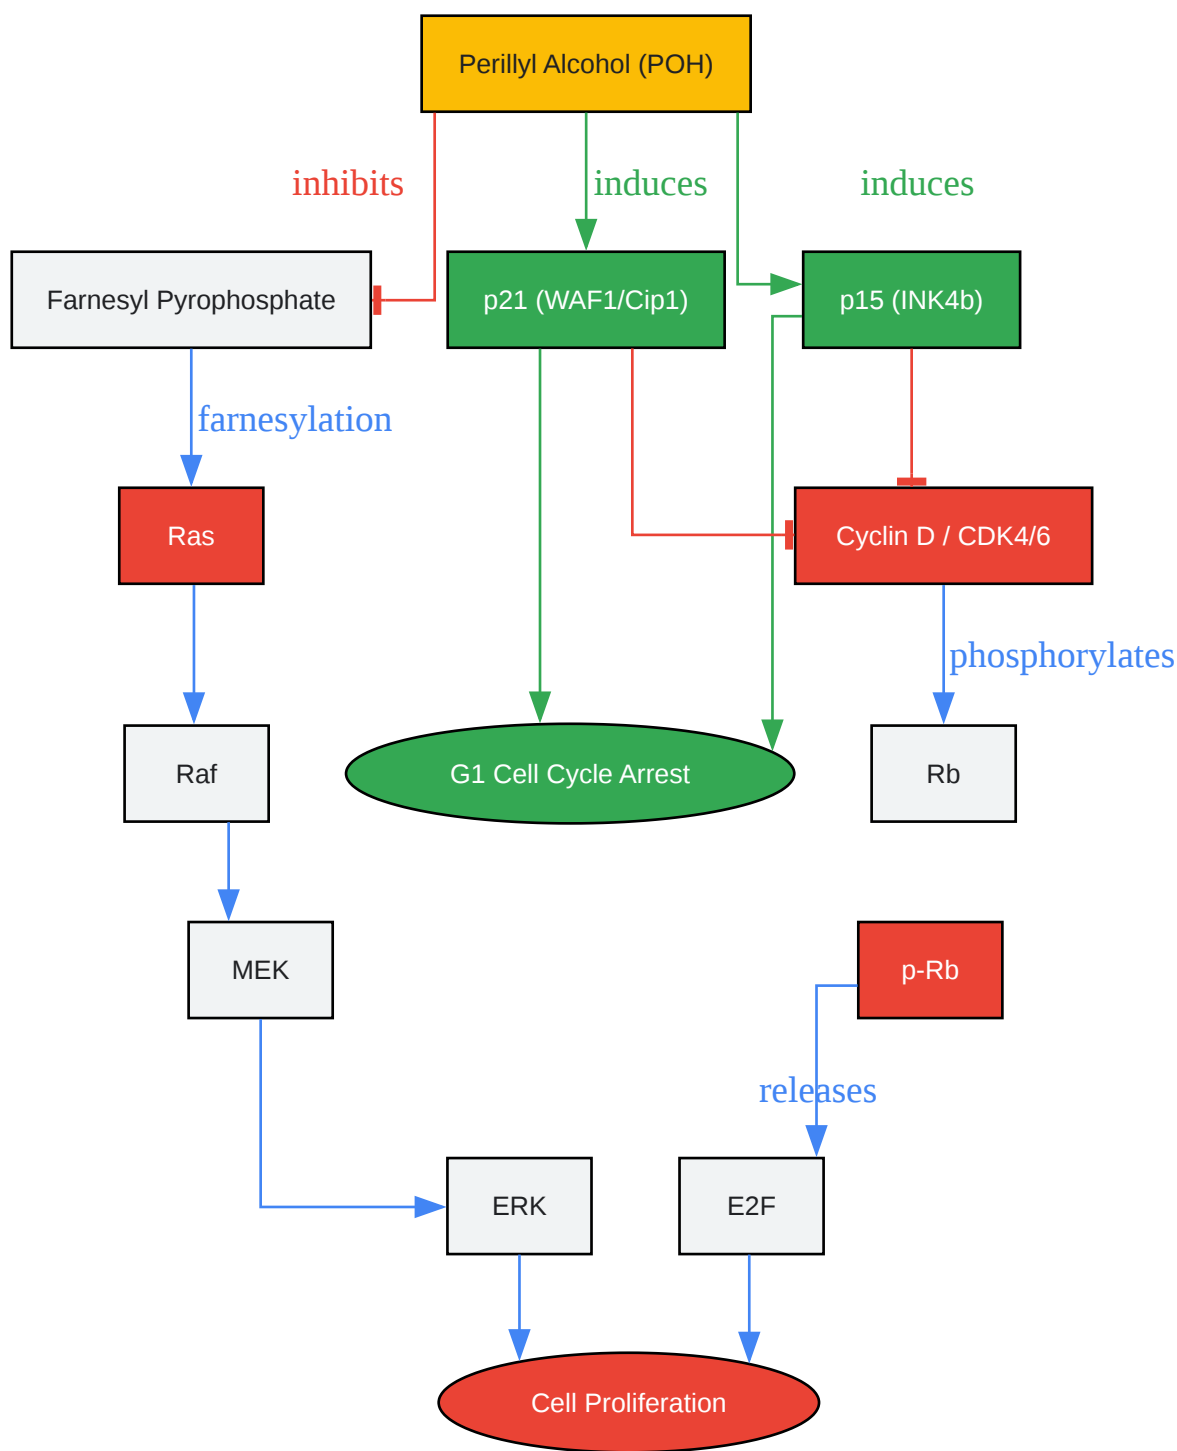 Perillyl Alcohol (POH)
inhibits
induces
induces
Farnesyl Pyrophosphate
p21 (WAF1/Cip1)
p15 (INK4b)
farnesylation
Ras
Cyclin D / CDK4/6
phosphorylates
Raf
G1 Cell Cycle Arrest
Rb
MEK
p-Rb
releases
ERK
E2F
Cell Proliferation